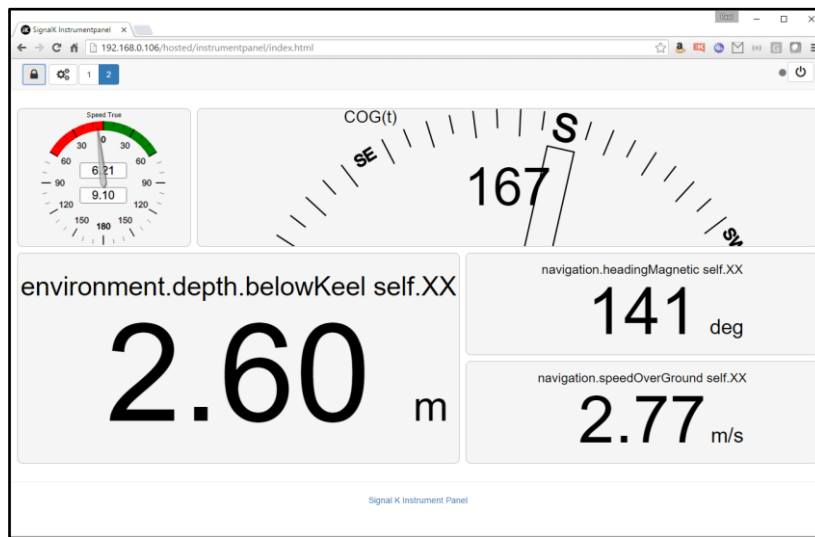 SignalK Instrumentpanel
192.168.0.106/hosted/instrumentpanel/index.html
1 2
Speed True
0
30 30
60 60
6.21
90 90
9.10
120 120
150 150
180
COG(t)
SE
S
167
environment.depth.belowKeel self.XX
2.60 m
navigation.headingMagnetic self.XX
141 deg
navigation.speedOverGround self.XX
2.77 m/s
Signal K Instrument Panel